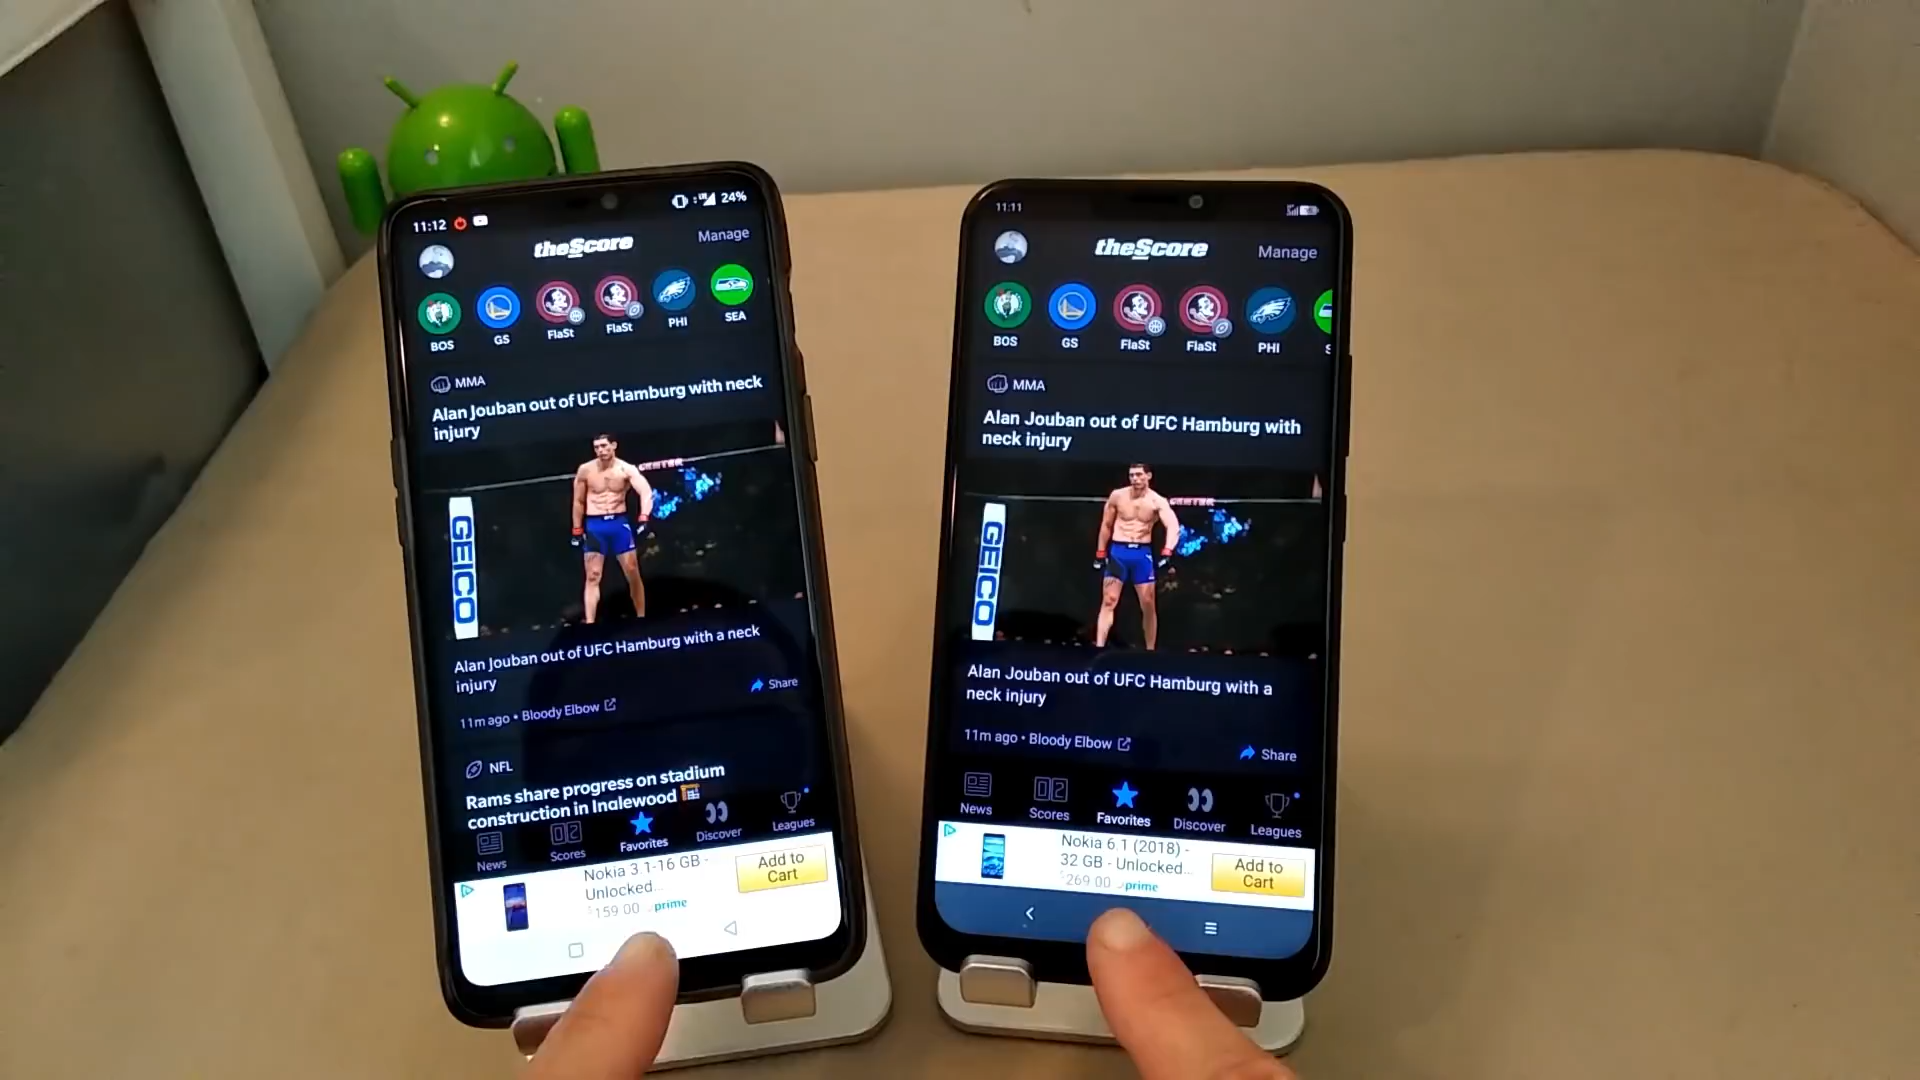 11:12
24%
theScore
Manage
BOS
GS
FlaSt
FlaSt
PHI
SEA
MMA
Alan Jouban out of UFC Hamburg with neck
injury
GEICO
Alan Jouban out of UFC Hamburg with a neck
injury
Share
11m ago • Bloody Elbow
NFL
Rams share progress on stadium
construction in Inglewood
News
Scores
Favorites
Discover
Leagues
Nokia 3.1-16 GB -
Unlocked...
$159 00 prime
Add to
Cart
11:11
theScore
Manage
BOS
GS
FlaSt
FlaSt
PHI
S
MMA
Alan Jouban out of UFC Hamburg with
neck injury
GEICO
Alan Jouban out of UFC Hamburg with a
neck injury
11m ago • Bloody Elbow
Share
News
Scores
Favorites
Discover
Leagues
Nokia 6.1 (2018) -
32 GB - Unlocked...
$269 00 prime
Add to
Cart